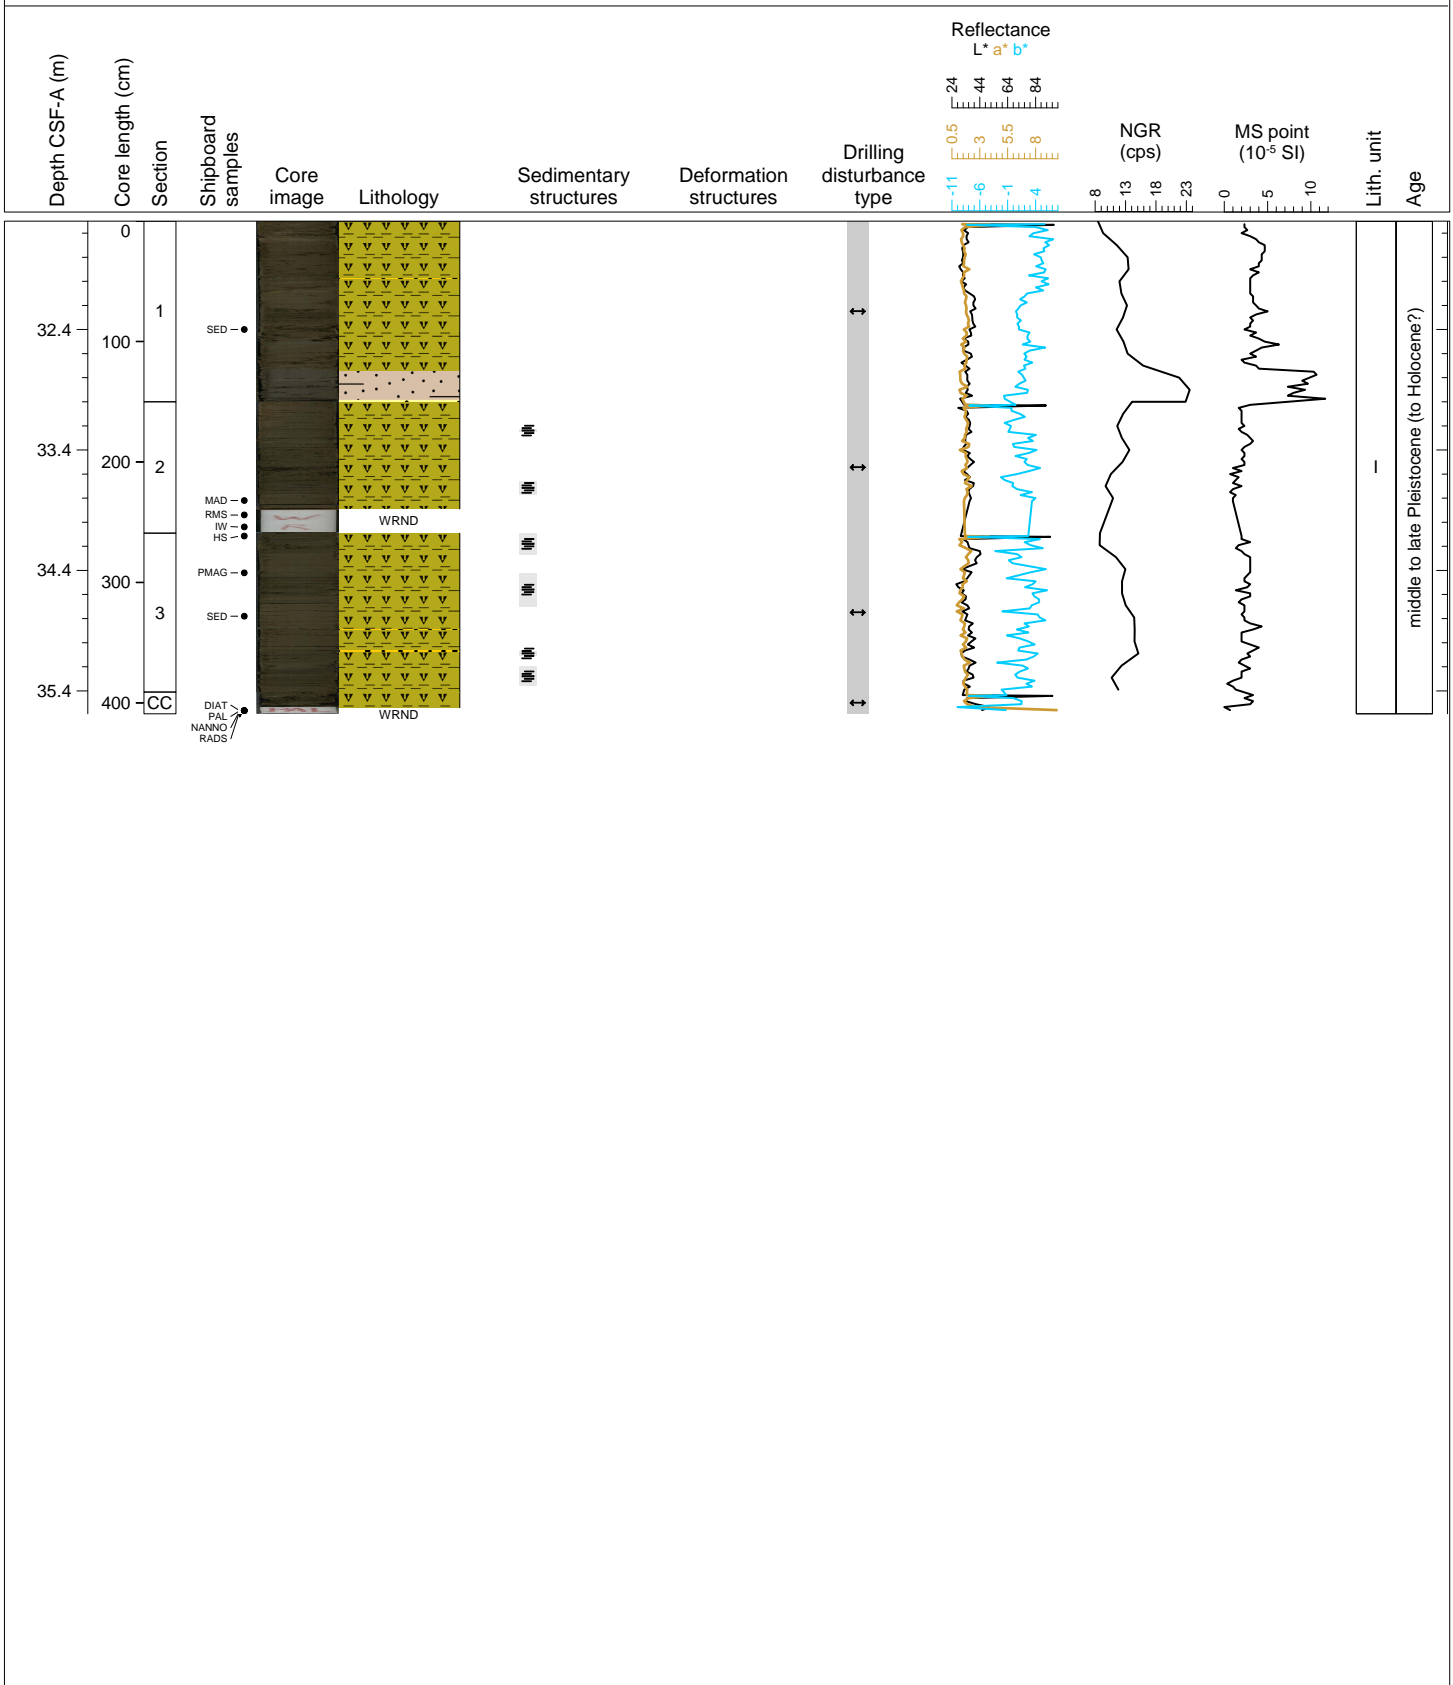 Depth CSF-A (m)
Core length (cm)
Section
Shipboard
samples
Core
image
Lithology
Sedimentary
structures
Deformation
structures
Drilling
disturbance
type
Reflectance
L* a* b*
24 44 64 84
0.5 3 5.5 8
-11 -6 -1 4
NGR
(cps)
8 13 18 23
MS point
(10-5 SI)
0 5 10
Lith. unit
Age
0
1
32.4
SED
100
33.4
200
2
MAD
RMS
IW
HS
WRND
34.4
PMAG
300
3
SED
35.4
400
CC
DIAT
PAL
NANNO
RADS
WRND
I
middle to late Pleistocene (to Holocene?)